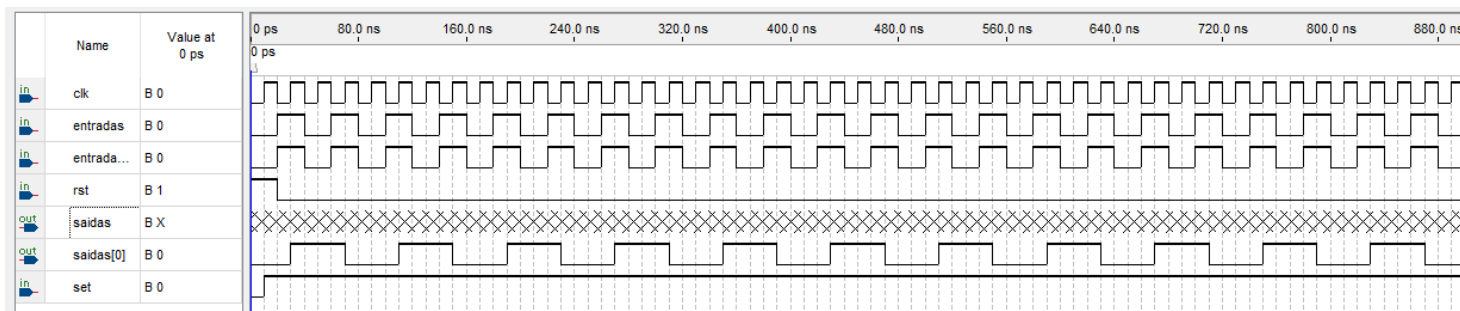 Name
Value at
0 ps
0 ps 80.0 ns 160.0 ns 240.0 ns 320.0 ns 400.0 ns 480.0 ns 560.0 ns 640.0 ns 720.0 ns 800.0 ns 880.0 ns
0 ps
in clk B 0
in entradas B 0
in entrada... B 0
in rst B 1
out saidas B X
out saidas[0] B 0
in set B 0